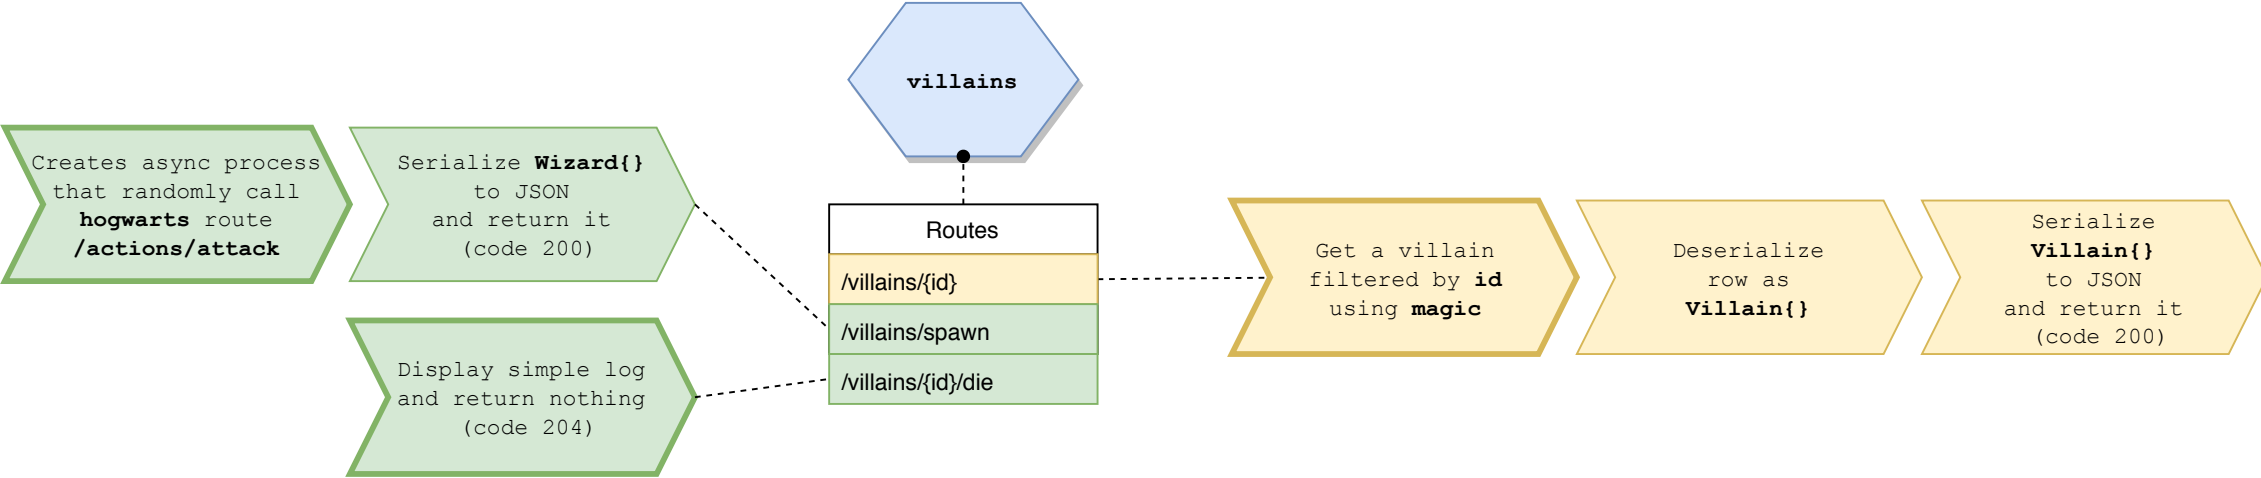 villains
Creates async process
that randomly call
hogwarts route
/actions/attack
Serialize Wizard{}
to JSON
and return it
(code 200)
Display simple log
and return nothing
(code 204)
Routes
/villains/{id}
/villains/spawn
/villains/{id}/die
Get a villain
filtered by id
using magic
Deserialize
row as
Villain{}
Serialize
Villain{}
to JSON
and return it
(code 200)